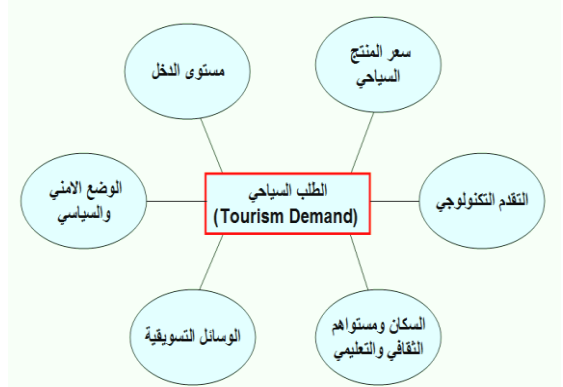 سعر المنتج
السياحي
مستوى الدخل
الوضع الامني
والسياسي
الطلب السياحي
(Tourism Demand)
التقدم التكنولوجي
السكان ومستواهم
الثقافي والتعليمي
الوسائل التسويقية